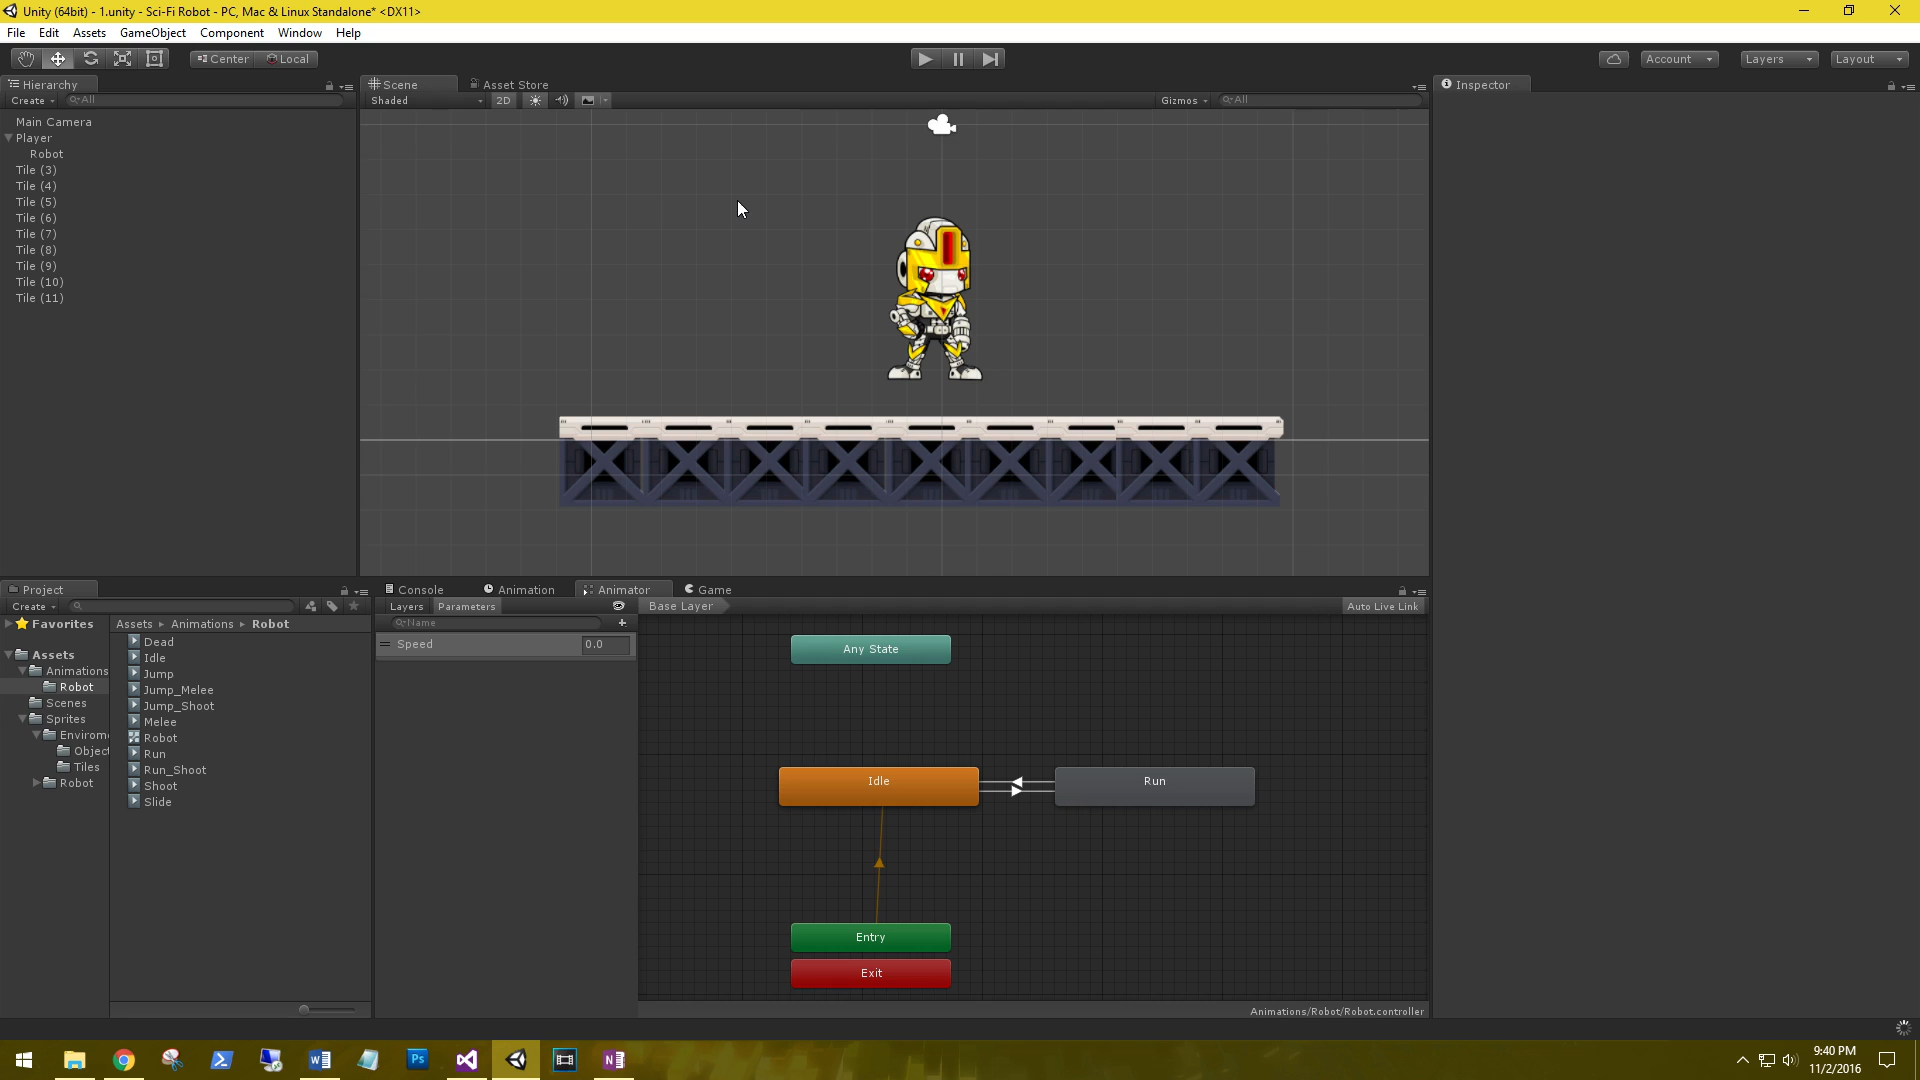 Unity (64bit) - 1.unity - Sci-Fi Robot - PC, Mac & Linux Standalone* <DX11>
File Edit Assets GameObject Component Window Help
Center Local Account Layers Layout
Hierarchy
Create All
Main Camera
Player
Robot
Tile (3)
Tile (4)
Tile (5)
Tile (6)
Tile (7)
Tile (8)
Tile (9)
Tile (10)
Tile (11)
Scene Asset Store
Shaded 2D Gizmos All
Inspector
Project
Create
Favorites
Assets
Animations
Robot
Scenes
Sprites
Envirom
Object
Tiles
Robot
Assets Animations Robot
Dead
Idle
Jump
Jump_Melee
Jump_Shoot
Melee
Robot
Run
Run_Shoot
Shoot
Slide
Console Animation Animator Game
Layers Parameters Base Layer Auto Live Link
Name
Speed 0.0
Any State
Idle Run
Entry
Exit
Animations/Robot/Robot.controller
9:40 PM
11/2/2016